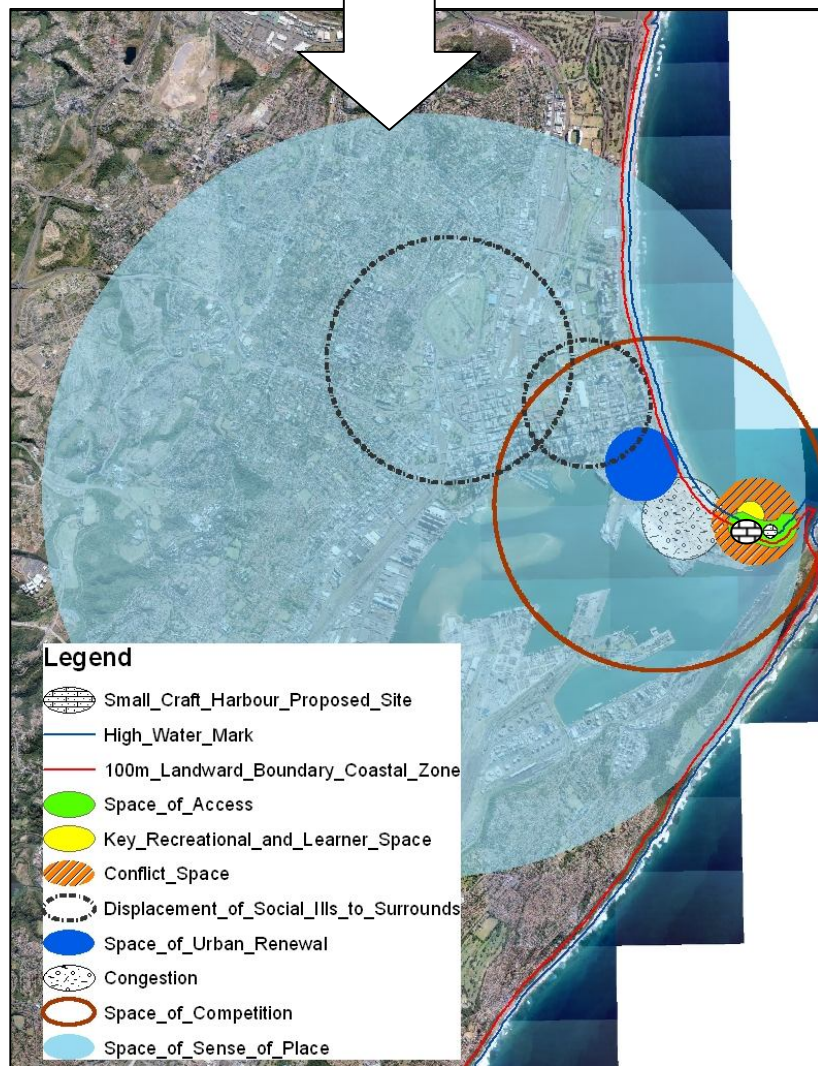 Legend
Small_Craft_Harbour_Proposed_Site
High_Water_Mark
100m_Landward_Boundary_Coastal_Zone
Space_of_Access
Key_Recreational_and_Learner_Space
Conflict_Space
Displacement_of_Social_Ills_to_Surrounds
Space_of_Urban_Renewal
Congestion
Space_of_Competition
Space_of_Sense_of_Place